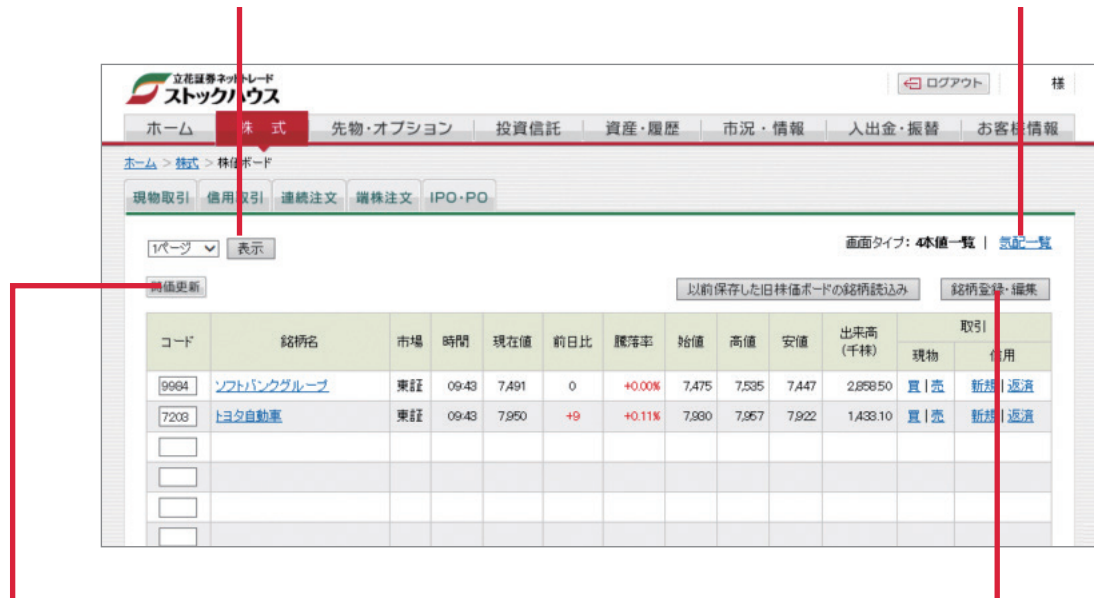 立花証券ネットトレード
ストックハウス
ログアウト 様
ホーム 株 式 先物・オプション 投資信託 資産・履歴 市況・情報 入出金・振替 お客様情報
ホーム > 株式 > 株価ボード
現物取引 信用取引 連続注文 端株注文 IPO・PO
1ページ 表示 画面タイプ: 4本値一覧 | 気配一覧
時価更新 以前保存した旧株価ボードの銘柄読込み 銘柄登録・編集
コード 銘柄名 市場 時間 現在値 前日比 騰落率 始値 高値 安値 出来高(千株) 取引
現物 信用
9984 ソフトバンクグループ 東証 09:43 7,491 0 +0.00% 7,475 7,535 7,447 2,858.50 買 | 売 新規 | 返済
7203 トヨタ自動車 東証 09:43 7,950 +9 +0.11% 7,930 7,957 7,922 1,433.10 買 | 売 新規 | 返済